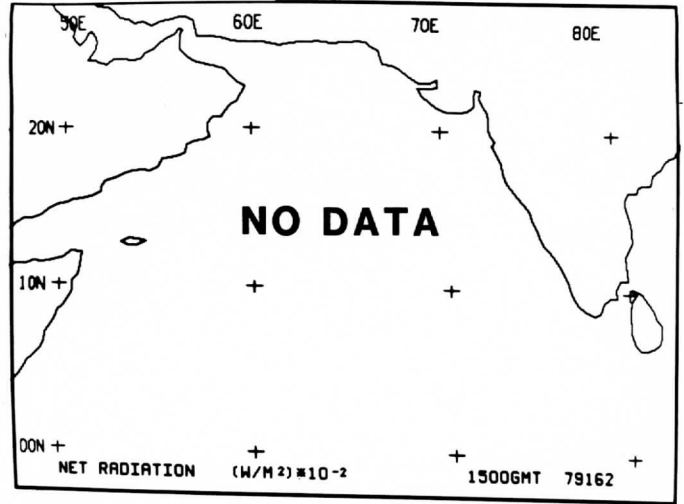 50E 60E 70E 80E
20N
NO DATA
10N
00N
NET RADIATION (W/M²)*10-2 1500GMT 79162